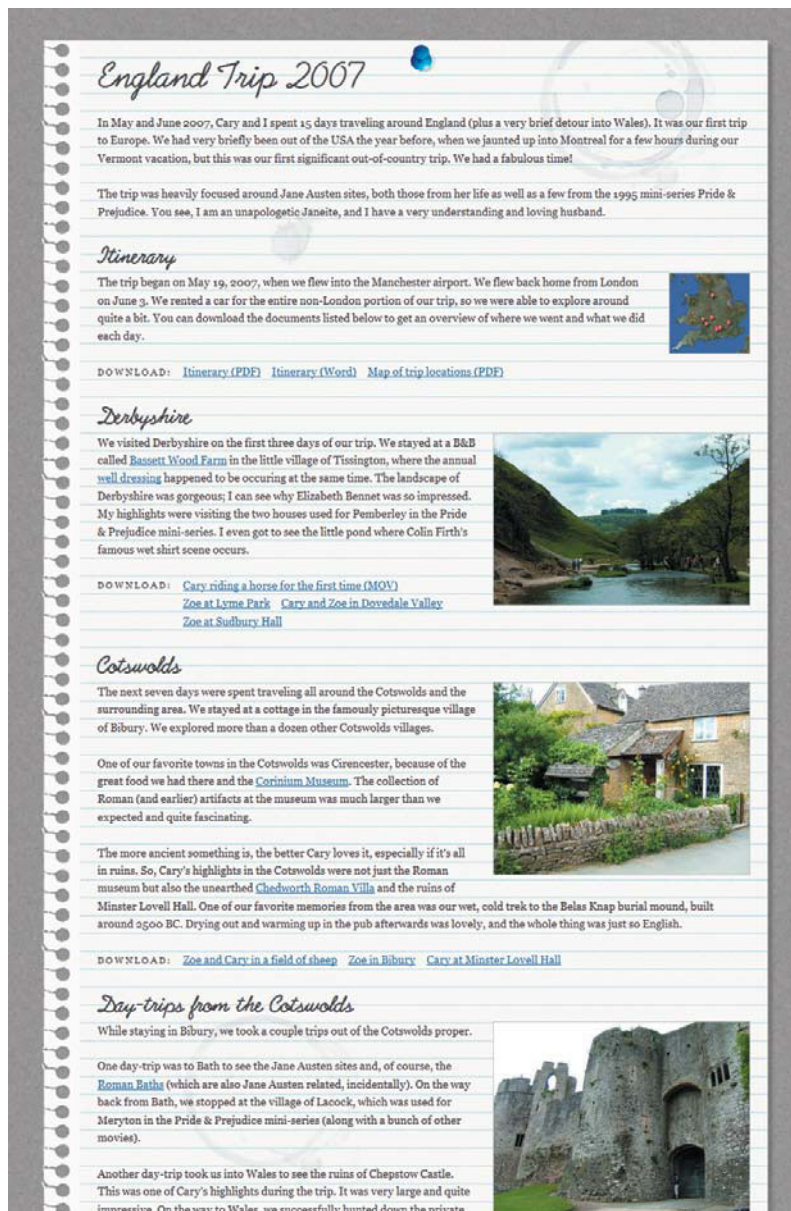 England Trip 2007
In May and June 2007, Cary and I spent 15 days traveling around England (plus a very brief detour into Wales). It was our first trip
to Europe. We had very briefly been out of the USA the year before, when we jaunted up into Montreal for a few hours during our
Vermont vacation, but this was our first significant out-of-country trip. We had a fabulous time!
The trip was heavily focused around Jane Austen sites, both those from her life as well as a few from the 1995 mini-series Pride &
Prejudice. You see, I am an unapologetic Janeite, and I have a very understanding and loving husband.
Itinerary
The trip began on May 19, 2007, when we flew into the Manchester airport. We flew back home from London
on June 3. We rented a car for the entire non-London portion of our trip, so we were able to explore around
quite a bit. You can download the documents listed below to get an overview of where we went and what we did
each day.
DOWNLOAD: Itinerary (PDF) Itinerary (Word) Map of trip locations (PDF)
Derbyshire
We visited Derbyshire on the first three days of our trip. We stayed at a B&B
called Bassett Wood Farm in the little village of Tissington, where the annual
well dressing happened to be occuring at the same time. The landscape of
Derbyshire was gorgeous; I can see why Elizabeth Bennet was so impressed.
My highlights were visiting the two houses used for Pemberley in the Pride
& Prejudice mini-series. I even got to see the little pond where Colin Firth's
famous wet shirt scene occurs.
DOWNLOAD: Cary riding a horse for the first time (MOV)
Zoe at Lyme Park Cary and Zoe in Dovedale Valley
Zoe at Sudbury Hall
Cotswolds
The next seven days were spent traveling all around the Cotswolds and the
surrounding area. We stayed at a cottage in the famously picturesque village
of Bibury. We explored more than a dozen other Cotswolds villages.
One of our favorite towns in the Cotswolds was Cirencester, because of the
great food we had there and the Corinium Museum. The collection of
Roman (and earlier) artifacts at the museum was much larger than we
expected and quite fascinating.
The more ancient something is, the better Cary loves it, especially if it's all
in ruins. So, Cary's highlights in the Cotswolds were not just the Roman
museum but also the unearthed Chedworth Roman Villa and the ruins of
Minster Lovell Hall. One of our favorite memories from the area was our wet, cold trek to the Belas Knap burial mound, built
around 2500 BC. Drying out and warming up in the pub afterwards was lovely, and the whole thing was just so English.
DOWNLOAD: Zoe and Cary in a field of sheep Zoe in Bibury Cary at Minster Lovell Hall
Day-trips from the Cotswolds
While staying in Bibury, we took a couple trips out of the Cotswolds proper.
One day-trip was to Bath to see the Jane Austen sites and, of course, the
Roman Baths (which are also Jane Austen related, incidentally). On the way
back from Bath, we stopped at the village of Lacock, which was used for
Meryton in the Pride & Prejudice mini-series (along with a bunch of other
movies).
Another day-trip took us into Wales to see the ruins of Chepstow Castle.
This was one of Cary's highlights during the trip. It was very large and quite
impressive. On the way to Wales, we successfully hunted down the private